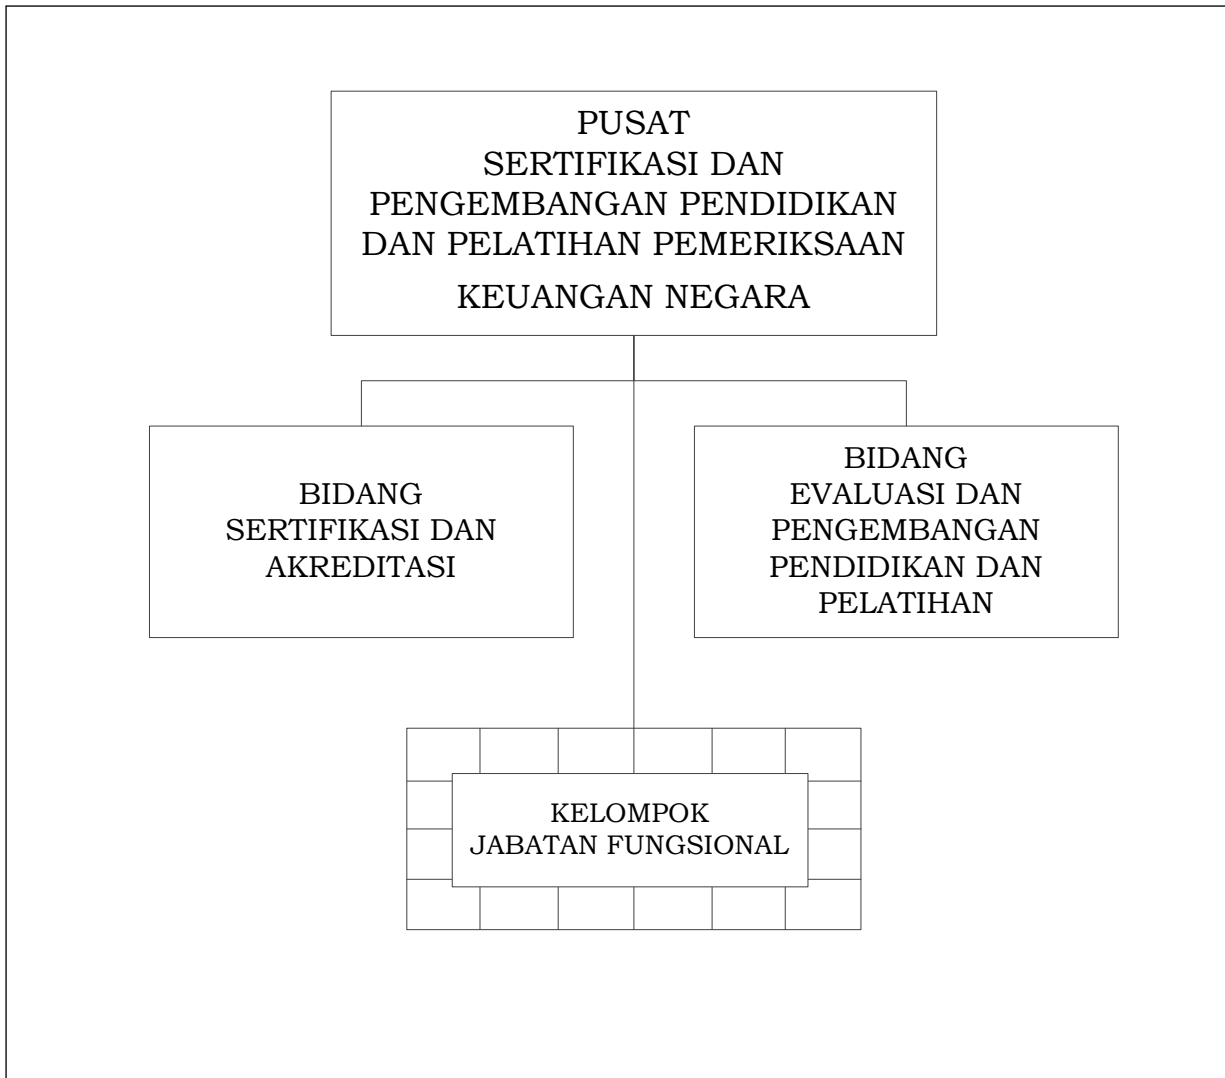 PUSAT
SERTIFIKASI DAN
PENGEMBANGAN PENDIDIKAN
DAN PELATIHAN PEMERIKSAAN
KEUANGAN NEGARA
BIDANG
SERTIFIKASI DAN
AKREDITASI
BIDANG
EVALUASI DAN
PENGEMBANGAN
PENDIDIKAN DAN
PELATIHAN
KELOMPOK
JABATAN FUNGSIONAL